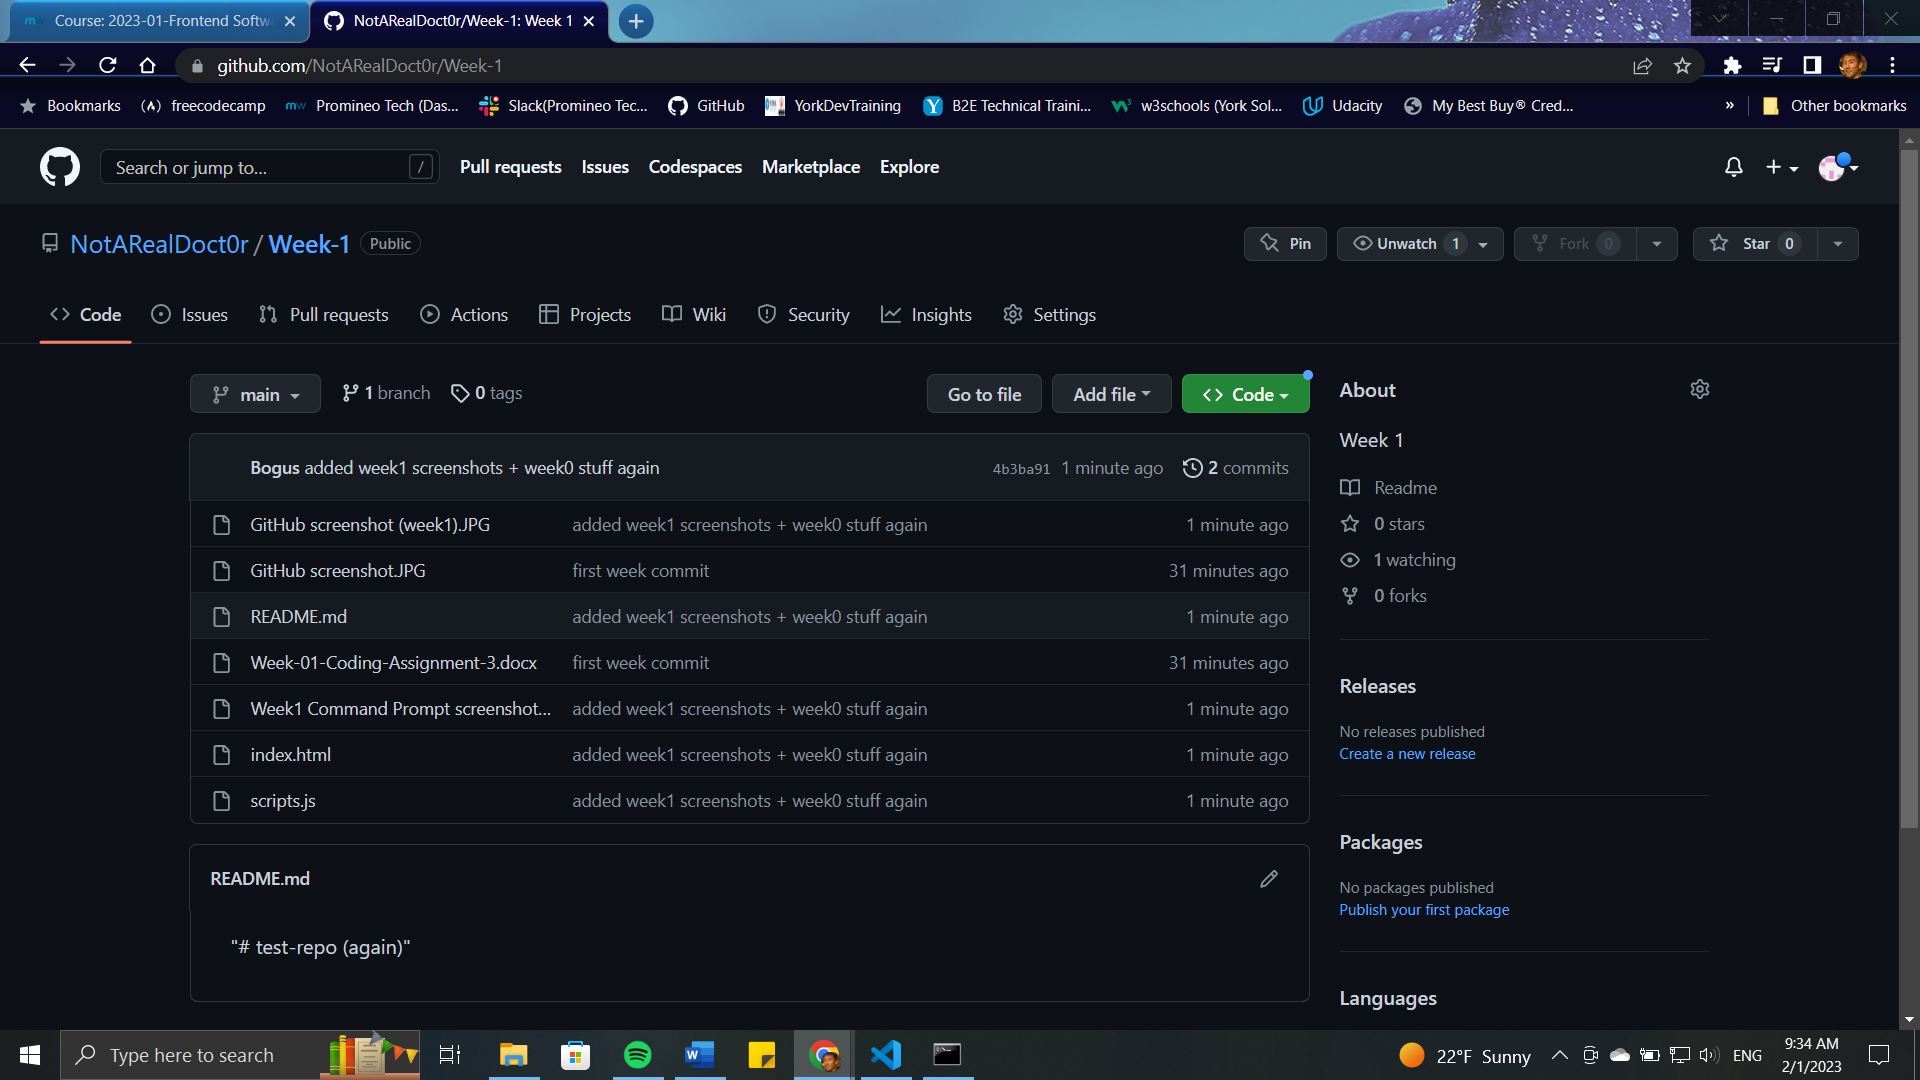 Course: 2023-01-Frontend Softw
NotARealDoct0r/Week-1: Week 1
github.com/NotARealDoct0r/Week-1
Bookmarks
freecodecamp
Promineo Tech (Das...
Slack(Promineo Tec...
GitHub
YorkDevTraining
B2E Technical Traini...
w3schools (York Sol...
Udacity
My Best Buy® Cred...
»
Other bookmarks
Search or jump to...
/
Pull requests
Issues
Codespaces
Marketplace
Explore
NotARealDoct0r / Week-1
Public
Pin
Unwatch 1
Fork 0
Star 0
Code
Issues
Pull requests
Actions
Projects
Wiki
Security
Insights
Settings
main
1 branch
0 tags
Go to file
Add file
Code
Bogus added week1 screenshots + week0 stuff again
4b3ba91 1 minute ago
2 commits
GitHub screenshot (week1).JPG
added week1 screenshots + week0 stuff again
1 minute ago
GitHub screenshot.JPG
first week commit
31 minutes ago
README.md
added week1 screenshots + week0 stuff again
1 minute ago
Week-01-Coding-Assignment-3.docx
first week commit
31 minutes ago
Week1 Command Prompt screenshot...
added week1 screenshots + week0 stuff again
1 minute ago
index.html
added week1 screenshots + week0 stuff again
1 minute ago
scripts.js
added week1 screenshots + week0 stuff again
1 minute ago
README.md
"# test-repo (again)"
About
Week 1
Readme
0 stars
1 watching
0 forks
Releases
No releases published
Create a new release
Packages
No packages published
Publish your first package
Languages
Type here to search
22°F Sunny
ENG
9:34 AM
2/1/2023